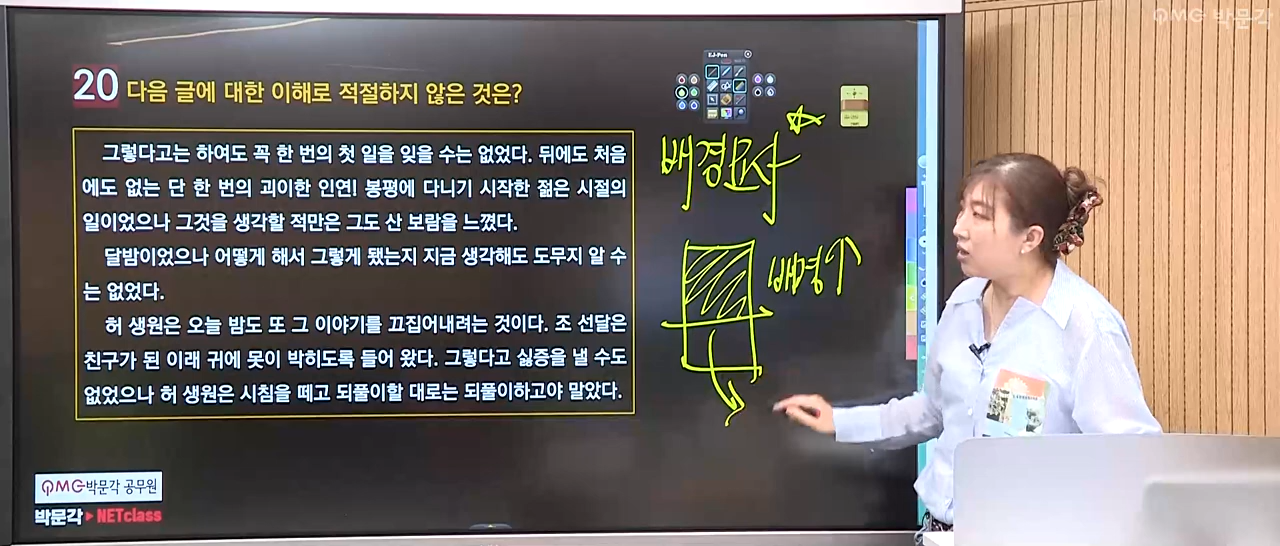 QMG 박문각
EJ-Pen
20 다음 글에 대한 이해로 적절하지 않은 것은?
그렇다고는 하여도 꼭 한 번의 첫 일을 잊을 수는 없었다. 뒤에도 처음
에도 없는 단 한 번의 괴이한 인연! 봉평에 다니기 시작한 젊은 시절의
일이었으나 그것을 생각할 적만은 그도 산 보람을 느꼈다.
달밤이었으나 어떻게 해서 그렇게 됐는지 지금 생각해도 도무지 알 수
는 없었다.
허 생원은 오늘 밤도 또 그 이야기를 끄집어내려는 것이다. 조 선달은
친구가 된 이래 귀에 못이 박히도록 들어 왔다. 그렇다고 싫증을 낼 수도
없었으나 허 생원은 시침을 떼고 되풀이할 대로는 되풀이하고야 말았다.
배경묘사
배경↑
QMG박문각 공무원
박문각 NETclass